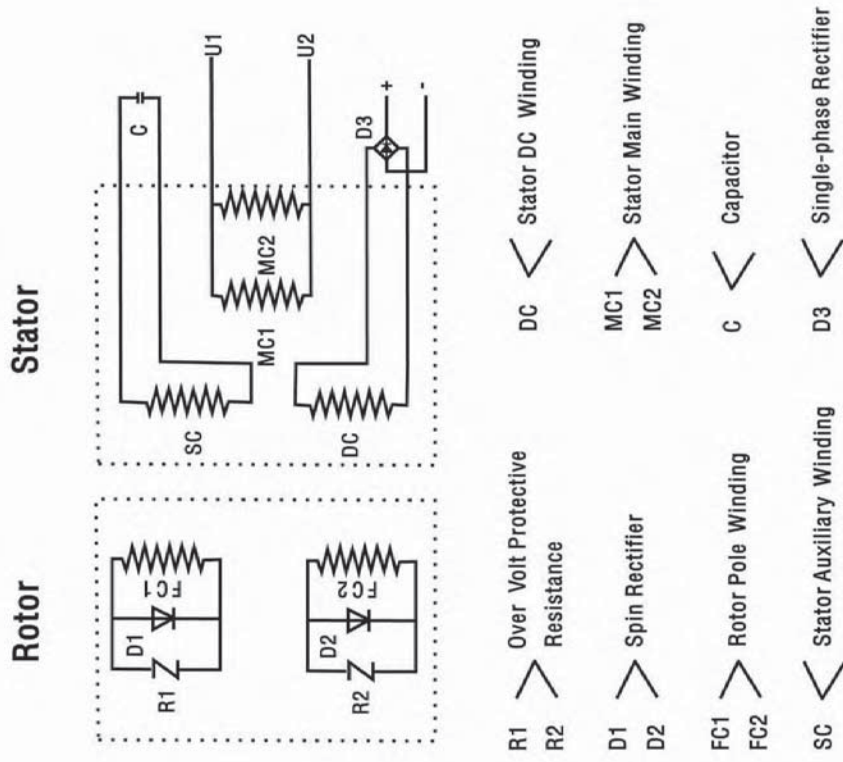 Rotor
Stator
R1
D1
FC1
R2
D2
FC2
SC
DC
MC1
MC2
C
D3
U1
U2
+
-
R1
R2
Over Volt Protective
Resistance
D1
D2
Spin Rectifier
FC1
FC2
Rotor Pole Winding
SC
Stator Auxiliary Winding
DC
Stator DC Winding
MC1
MC2
Stator Main Winding
C
Capacitor
D3
Single-phase Rectifier